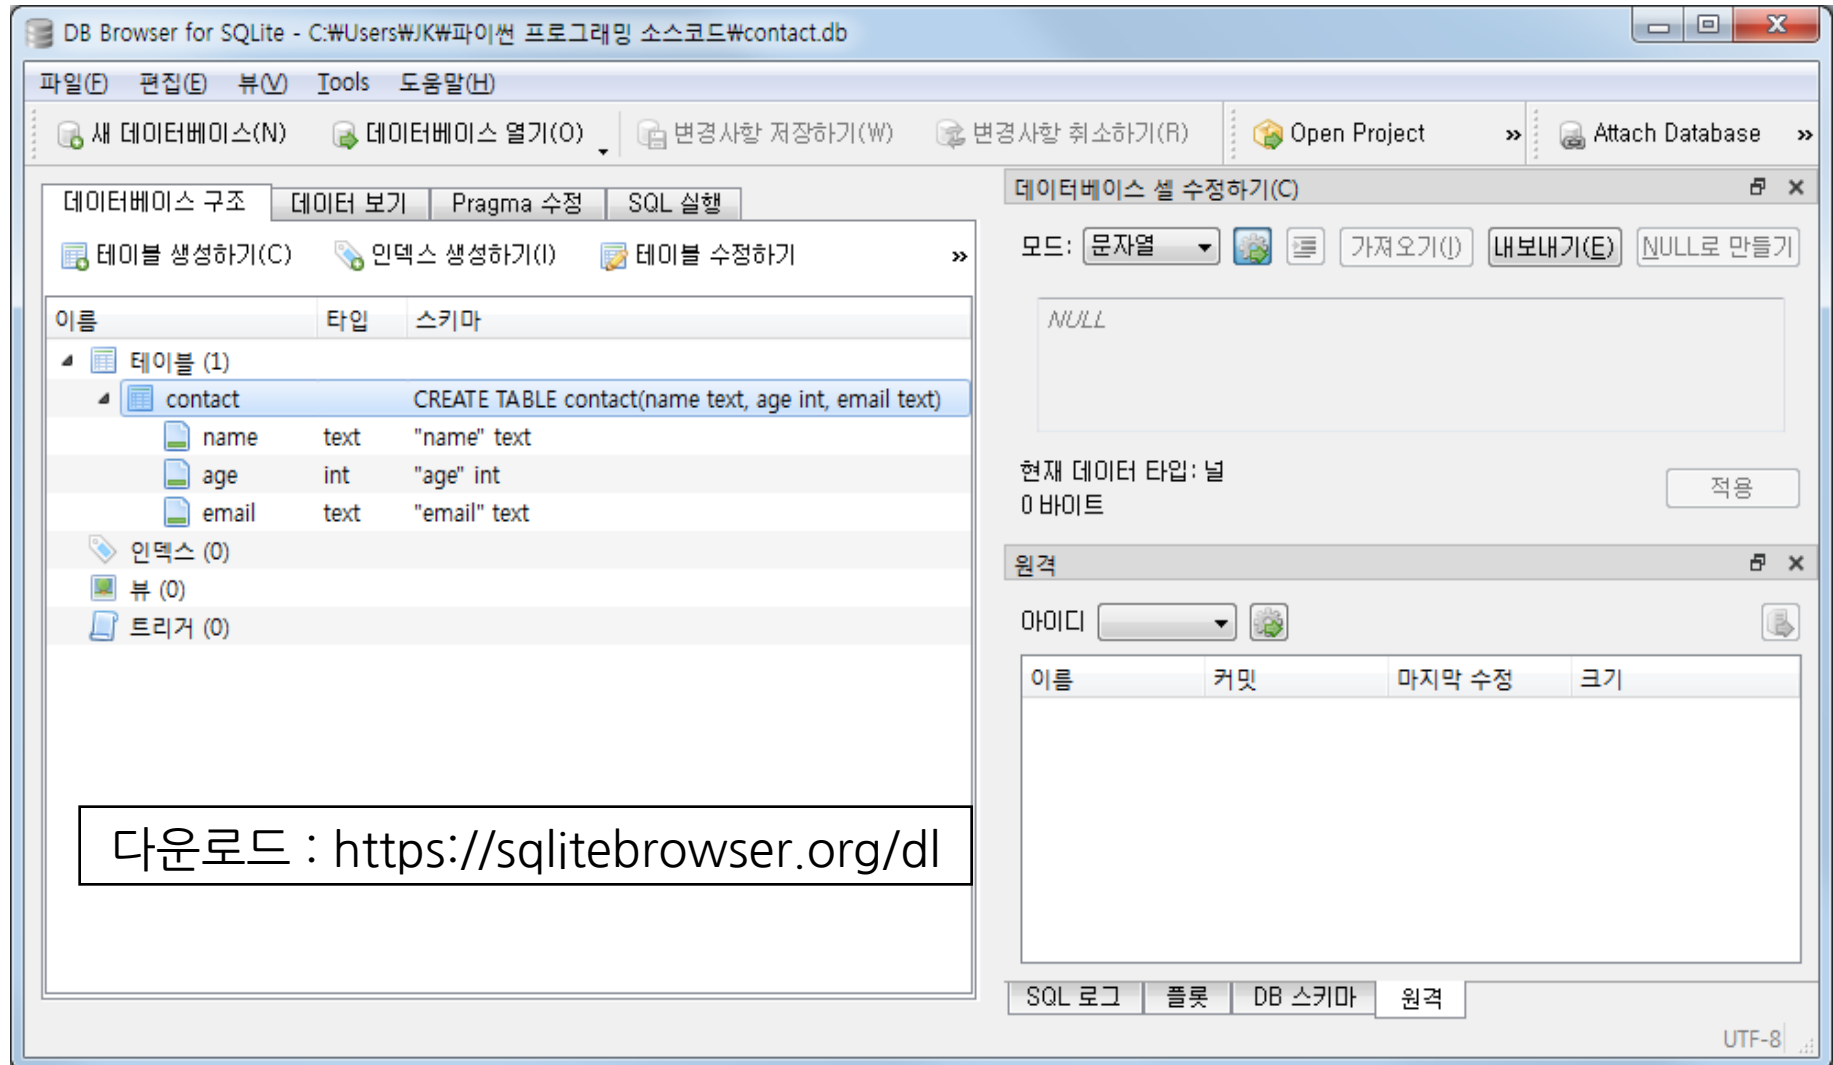 DB Browser for SQLite - C:₩Users₩JK₩파이썬 프로그래밍 소스코드₩contact.db
파일(F) 편집(E) 뷰(V) Tools 도움말(H)
새 데이터베이스(N) 데이터베이스 열기(O) 변경사항 저장하기(W) 변경사항 취소하기(R) Open Project » Attach Database »
데이터베이스 구조 데이터 보기 Pragma 수정 SQL 실행
테이블 생성하기(C) 인덱스 생성하기(I) 테이블 수정하기 »
이름 타입 스키마
테이블 (1)
contact CREATE TABLE contact(name text, age int, email text)
name text "name" text
age int "age" int
email text "email" text
인덱스 (0)
뷰 (0)
트리거 (0)
다운로드 : https://sqlitebrowser.org/dl
데이터베이스 셀 수정하기(C)
모드: 문자열 가져오기(I) 내보내기(E) NULL로 만들기
NULL
현재 데이터 타입: 널
0 바이트
적용
원격
아이디
이름 커밋 마지막 수정 크기
SQL 로그 플롯 DB 스키마 원격
UTF-8